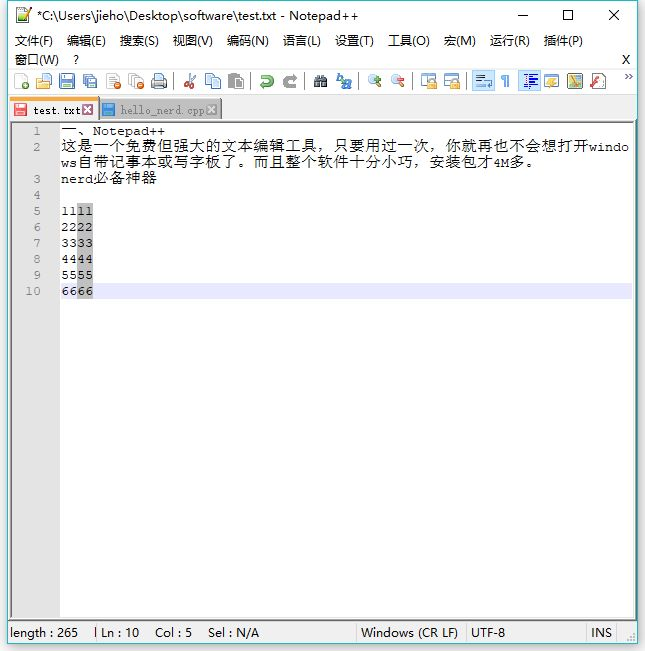 *C:\Users\jieho\Desktop\software\test.txt - Notepad++
文件(F) 编辑(E) 搜索(S) 视图(V) 编码(N) 语言(L) 设置(T) 工具(O) 宏(M) 运行(R) 插件(P)
窗口(W) ? X
test.txt hello_nerd.cpp
1 一、Notepad++
2 这是一个免费但强大的文本编辑工具，只要用过一次，你就再也不会想打开windo
ws自带记事本或写字板了。而且整个软件十分小巧，安装包才4M多。
3 nerd必备神器
4
5 1111
6 2222
7 3333
8 4444
9 5555
10 6666
length : 265 l Ln : 10 Col : 5 Sel : N/A Windows (CR LF) UTF-8 INS